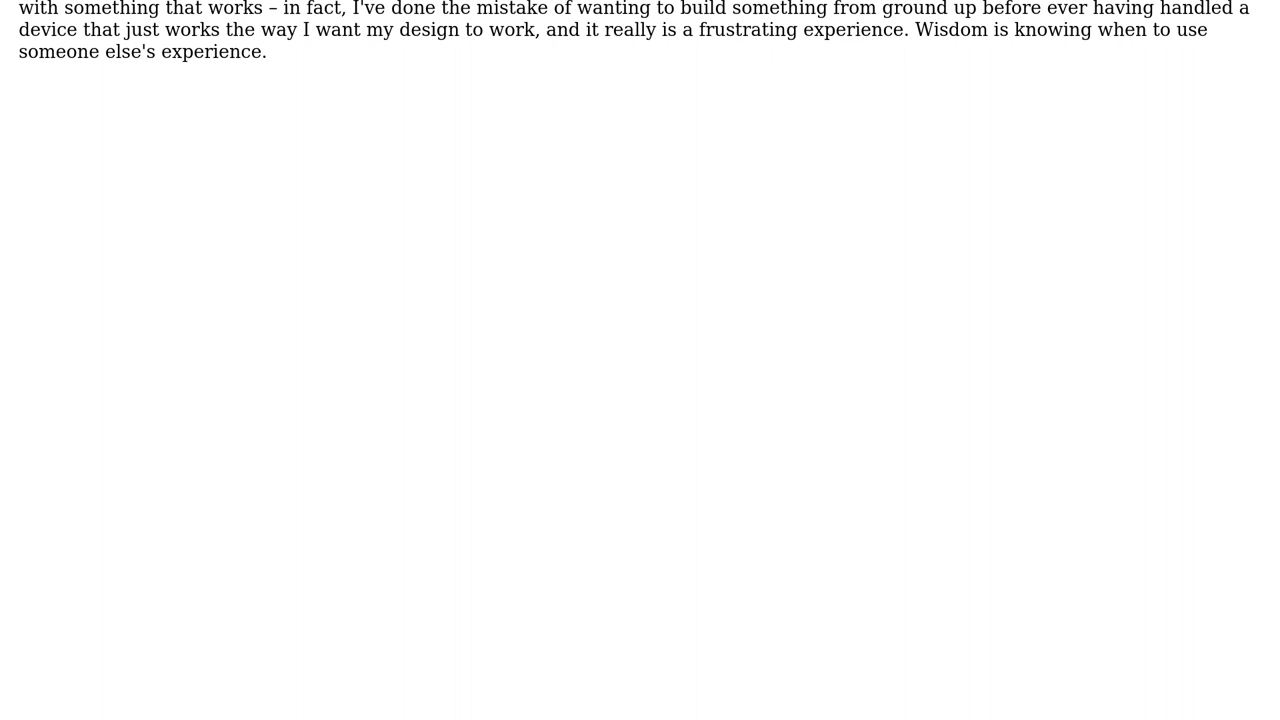 with something that works – in fact, I've done the mistake of wanting to build something from ground up before ever having handled a
device that just works the way I want my design to work, and it really is a frustrating experience. Wisdom is knowing when to use
someone else's experience.